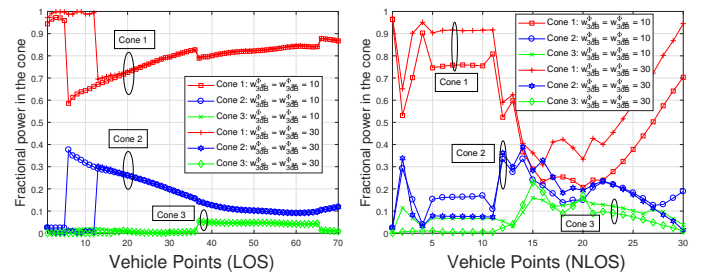 Fractional power in the cone
1
0.9
0.8
0.7
0.6
0.5
0.4
0.3
0.2
0.1
0
0 10 20 30 40 50 60 70
Vehicle Points (LOS)
Cone 1
Cone 2
Cone 3
Cone 1: w^Φ_3dB = w^Φ_3dB = 10
Cone 2: w^Φ_3dB = w^Φ_3dB = 10
Cone 3: w^Φ_3dB = w^Φ_3dB = 10
Cone 1: w^Φ_3dB = w^Φ_3dB = 30
Cone 2: w^Φ_3dB = w^Φ_3dB = 30
Cone 3: w^Φ_3dB = w^Φ_3dB = 30
Fractional power in the cone
1
0.9
0.8
0.7
0.6
0.5
0.4
0.3
0.2
0.1
0
0 5 10 15 20 25 30
Vehicle Points (NLOS)
Cone 1: w^Φ_3dB = w^Φ_3dB = 10
Cone 2: w^Φ_3dB = w^Φ_3dB = 10
Cone 3: w^Φ_3dB = w^Φ_3dB = 10
Cone 1: w^Φ_3dB = w^Φ_3dB = 30
Cone 2: w^Φ_3dB = w^Φ_3dB = 30
Cone 3: w^Φ_3dB = w^Φ_3dB = 30
Cone 1
Cone 2
Cone 3